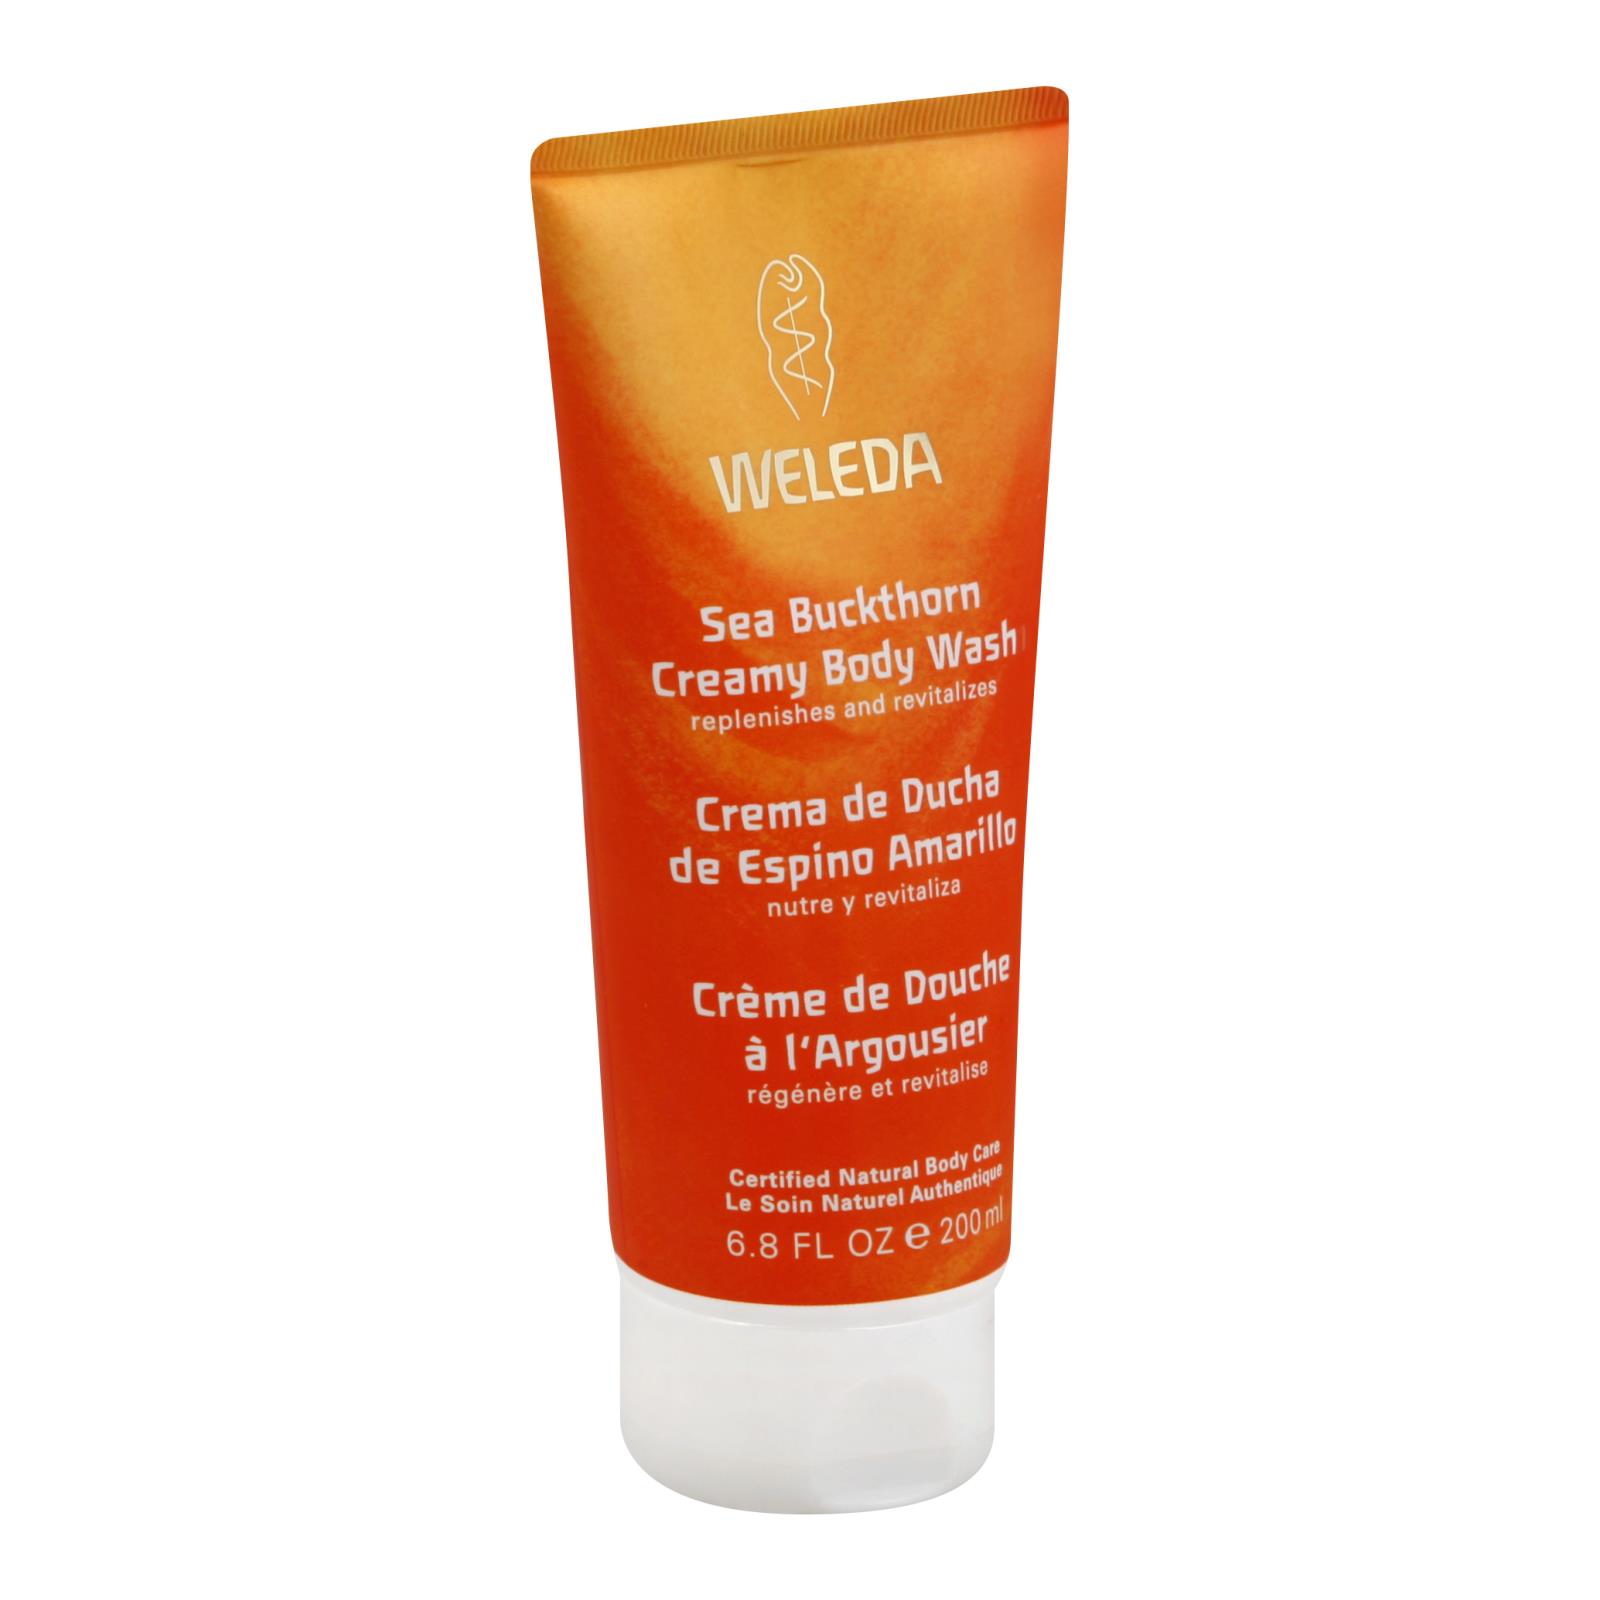 WELEDA
Sea Buckthorn
Creamy Body Wash
replenishes and revitalizes
Crema de Ducha
de Espino Amarillo
nutre y revitaliza
Crème de Douche
à l'Argousier
régénère et revitalise
Certified Natural Body Care
Le Soin Naturel Authentique
6.8 FL OZ e 200 ml